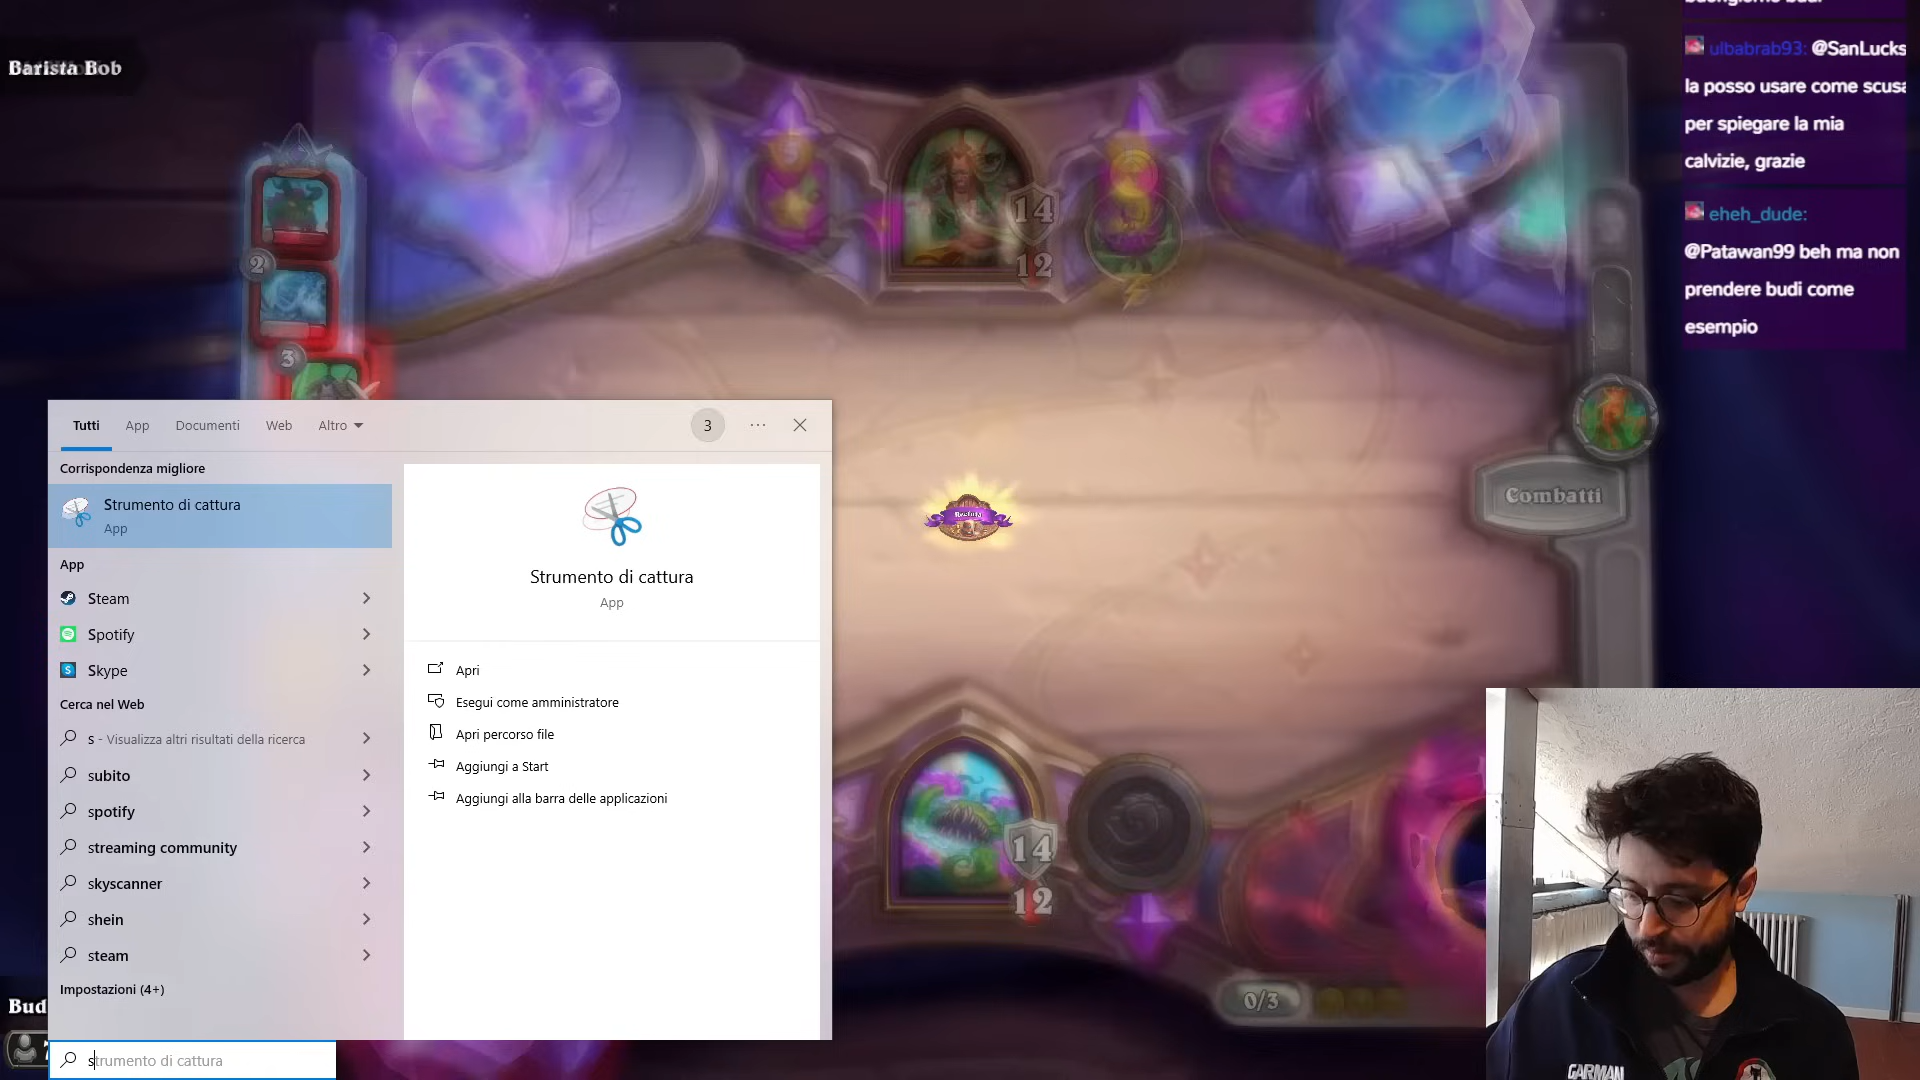 Barista Bob
ulbabrab93: @SanLucks
la posso usare come scusa
per spiegare la mia
calvizie, grazie
eheh_dude:
@Patawan99 beh ma non
prendere budi come
esempio
14
12
2
3
Combatti
Tutti
App
Documenti
Web
Altro
3
Corrispondenza migliore
Strumento di cattura
App
App
Steam
Spotify
Skype
Cerca nel Web
s - Visualizza altri risultati della ricerca
subito
spotify
streaming community
skyscanner
shein
steam
Impostazioni (4+)
Strumento di cattura
App
Apri
Esegui come amministratore
Apri percorso file
Aggiungi a Start
Aggiungi alla barra delle applicazioni
14
12
0/3
Bud
strumento di cattura
GARMAN